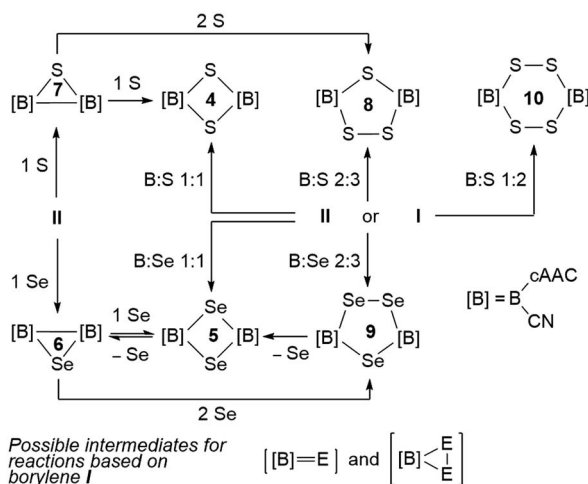 2 S
S
7
[B] [B]
1 S
S
4
[B] [B]
S
S
8
[B] [B]
S–S
S–S
10
[B] [B]
S–S
1 S
B:S 1:1
B:S 2:3
B:S 1:2
II
II or I
1 Se
B:Se 1:1
B:Se 2:3
[B] = B
cAAC
CN
[B] [B]
6
Se
1 Se
– Se
Se
5
[B] [B]
Se
– Se
Se–Se
9
[B] [B]
Se
2 Se
Possible intermediates for
reactions based on
borylene I
[[B]=E] and [[B] E E]